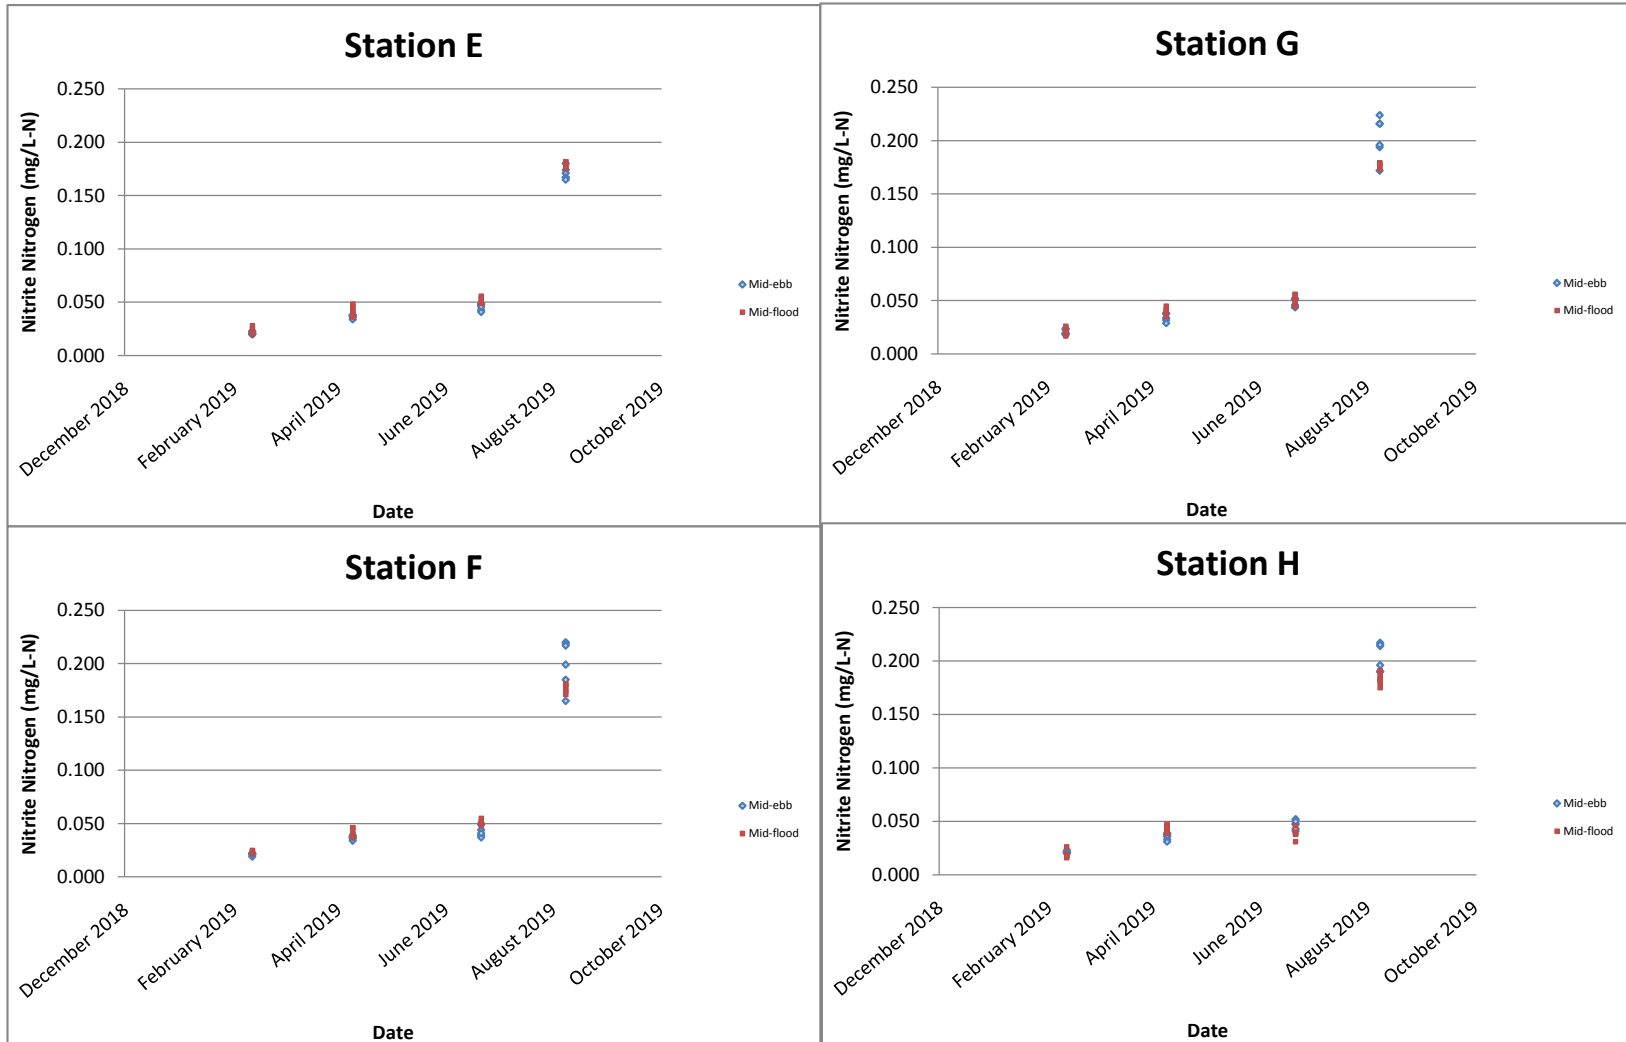 Station E
Nitrite Nitrogen (mg/L-N)
0.250
0.200
0.150
0.100
0.050
0.000
December 2018
February 2019
April 2019
June 2019
August 2019
October 2019
Date
Mid-ebb
Mid-flood
Station G
Nitrite Nitrogen (mg/L-N)
0.250
0.200
0.150
0.100
0.050
0.000
December 2018
February 2019
April 2019
June 2019
August 2019
October 2019
Date
Mid-ebb
Mid-flood
Station F
Nitrite Nitrogen (mg/L-N)
0.250
0.200
0.150
0.100
0.050
0.000
December 2018
February 2019
April 2019
June 2019
August 2019
October 2019
Date
Mid-ebb
Mid-flood
Station H
Nitrite Nitrogen (mg/L-N)
0.250
0.200
0.150
0.100
0.050
0.000
December 2018
February 2019
April 2019
June 2019
August 2019
October 2019
Date
Mid-ebb
Mid-flood